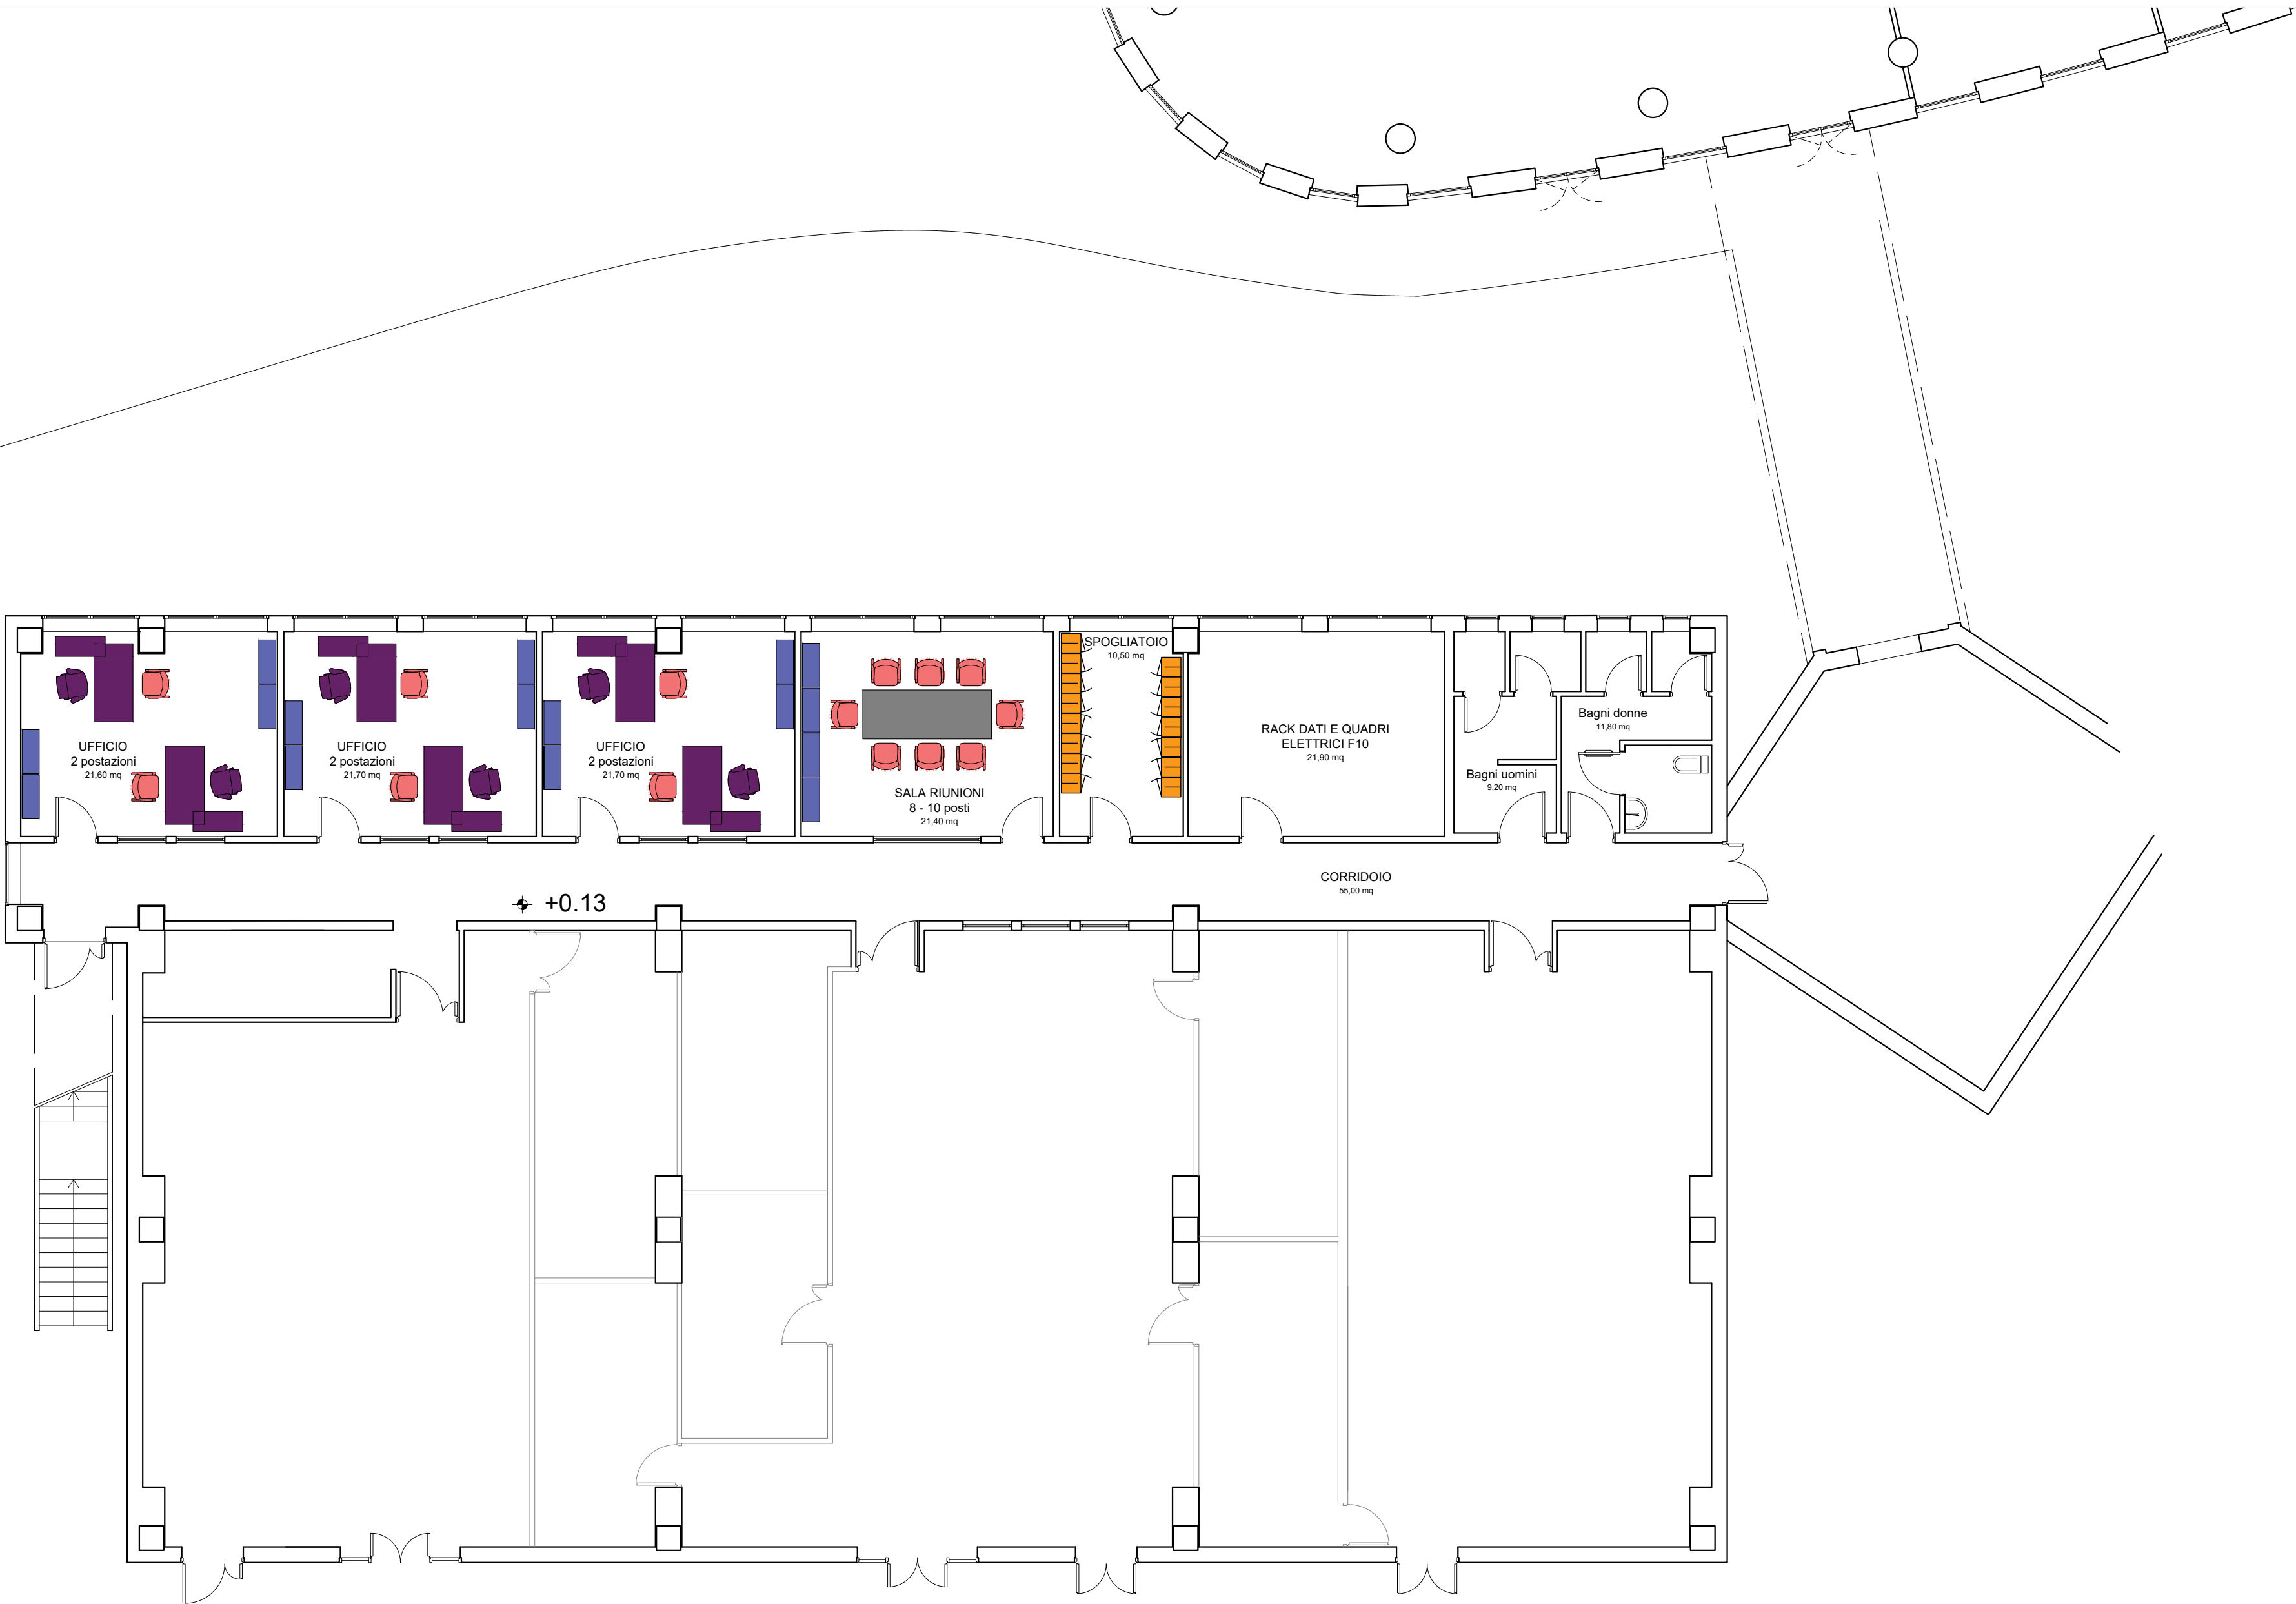 UFFICIO
2 postazioni
21,60 mq
UFFICIO
2 postazioni
21,70 mq
UFFICIO
2 postazioni
21,70 mq
SALA RIUNIONI
8 - 10 posti
21,40 mq
SPOGLIATOIO
10,50 mq
RACK DATI E QUADRI
ELETTRICI F10
21,90 mq
Bagni uomini
9,20 mq
Bagni donne
11,80 mq
CORRIDOIO
55,00 mq
+0.13